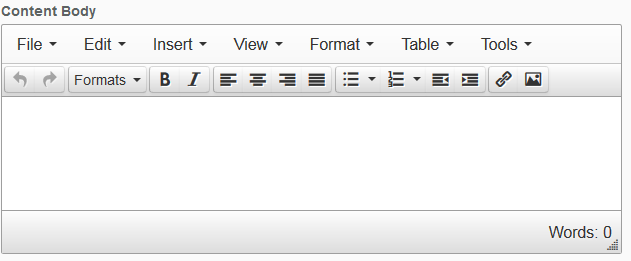 Content Body
File Edit Insert View Format Table Tools
Formats B I
Words: 0